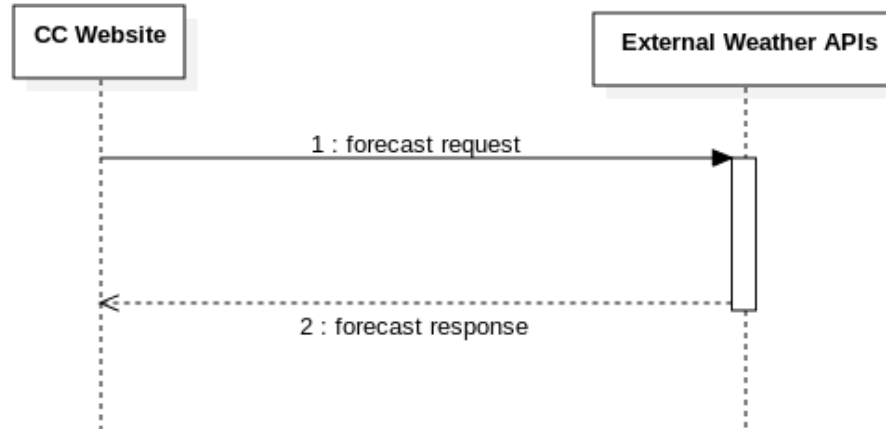 CC Website
External Weather APIs
1 : forecast request
2 : forecast response